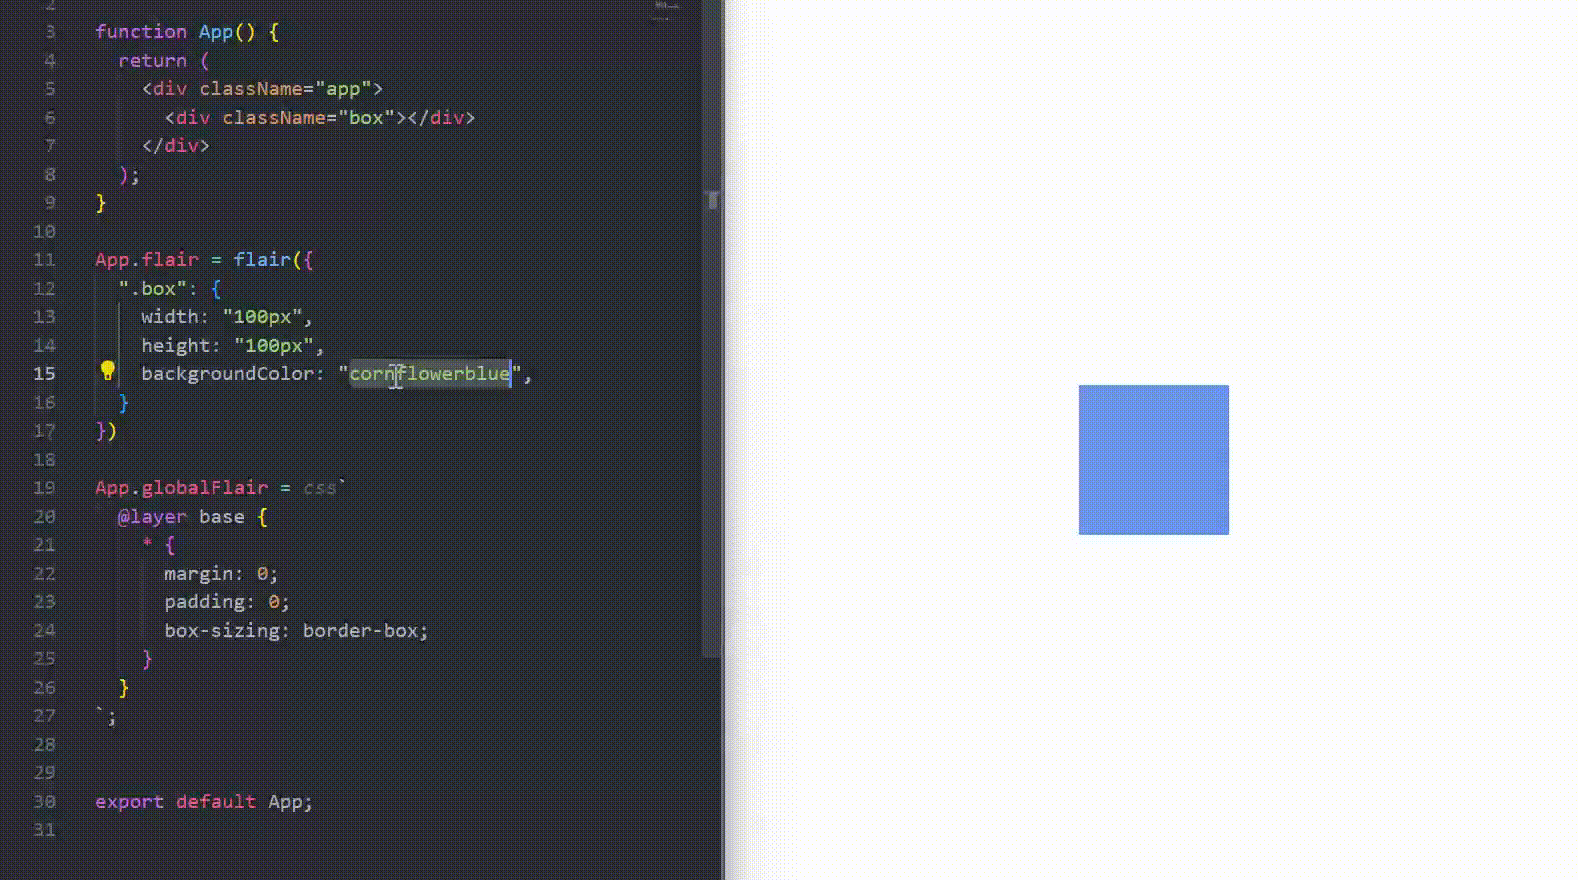 2
3 function App() {
4 return (
5 <div className="app">
6 <div className="box"></div>
7 </div>
8 );
9 }
10
11 App.flair = flair({
12 ".box": {
13 width: "100px",
14 height: "100px",
15 backgroundColor: "cornflowerblue",
16 }
17 })
18
19 App.globalFlair = css`
20 @layer base {
21 * {
22 margin: 0;
23 padding: 0;
24 box-sizing: border-box;
25 }
26 }
27 `;
28
29
30 export default App;
31